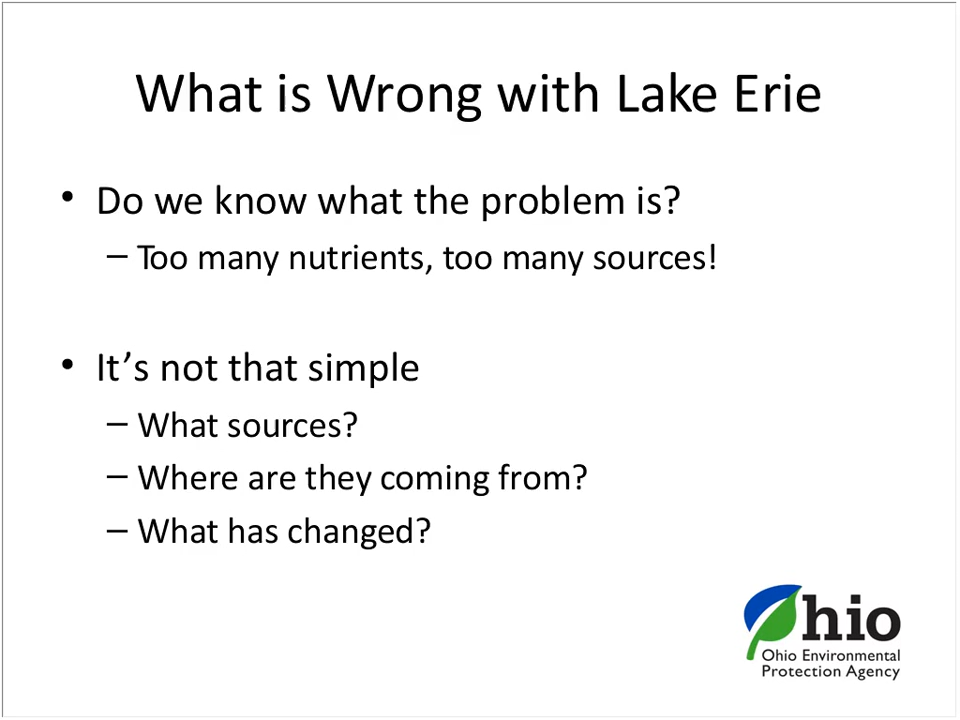 What is Wrong with Lake Erie
• Do we know what the problem is?
– Too many nutrients, too many sources!
• It’s not that simple
– What sources?
– Where are they coming from?
– What has changed?
Ohio
Ohio Environmental
Protection Agency